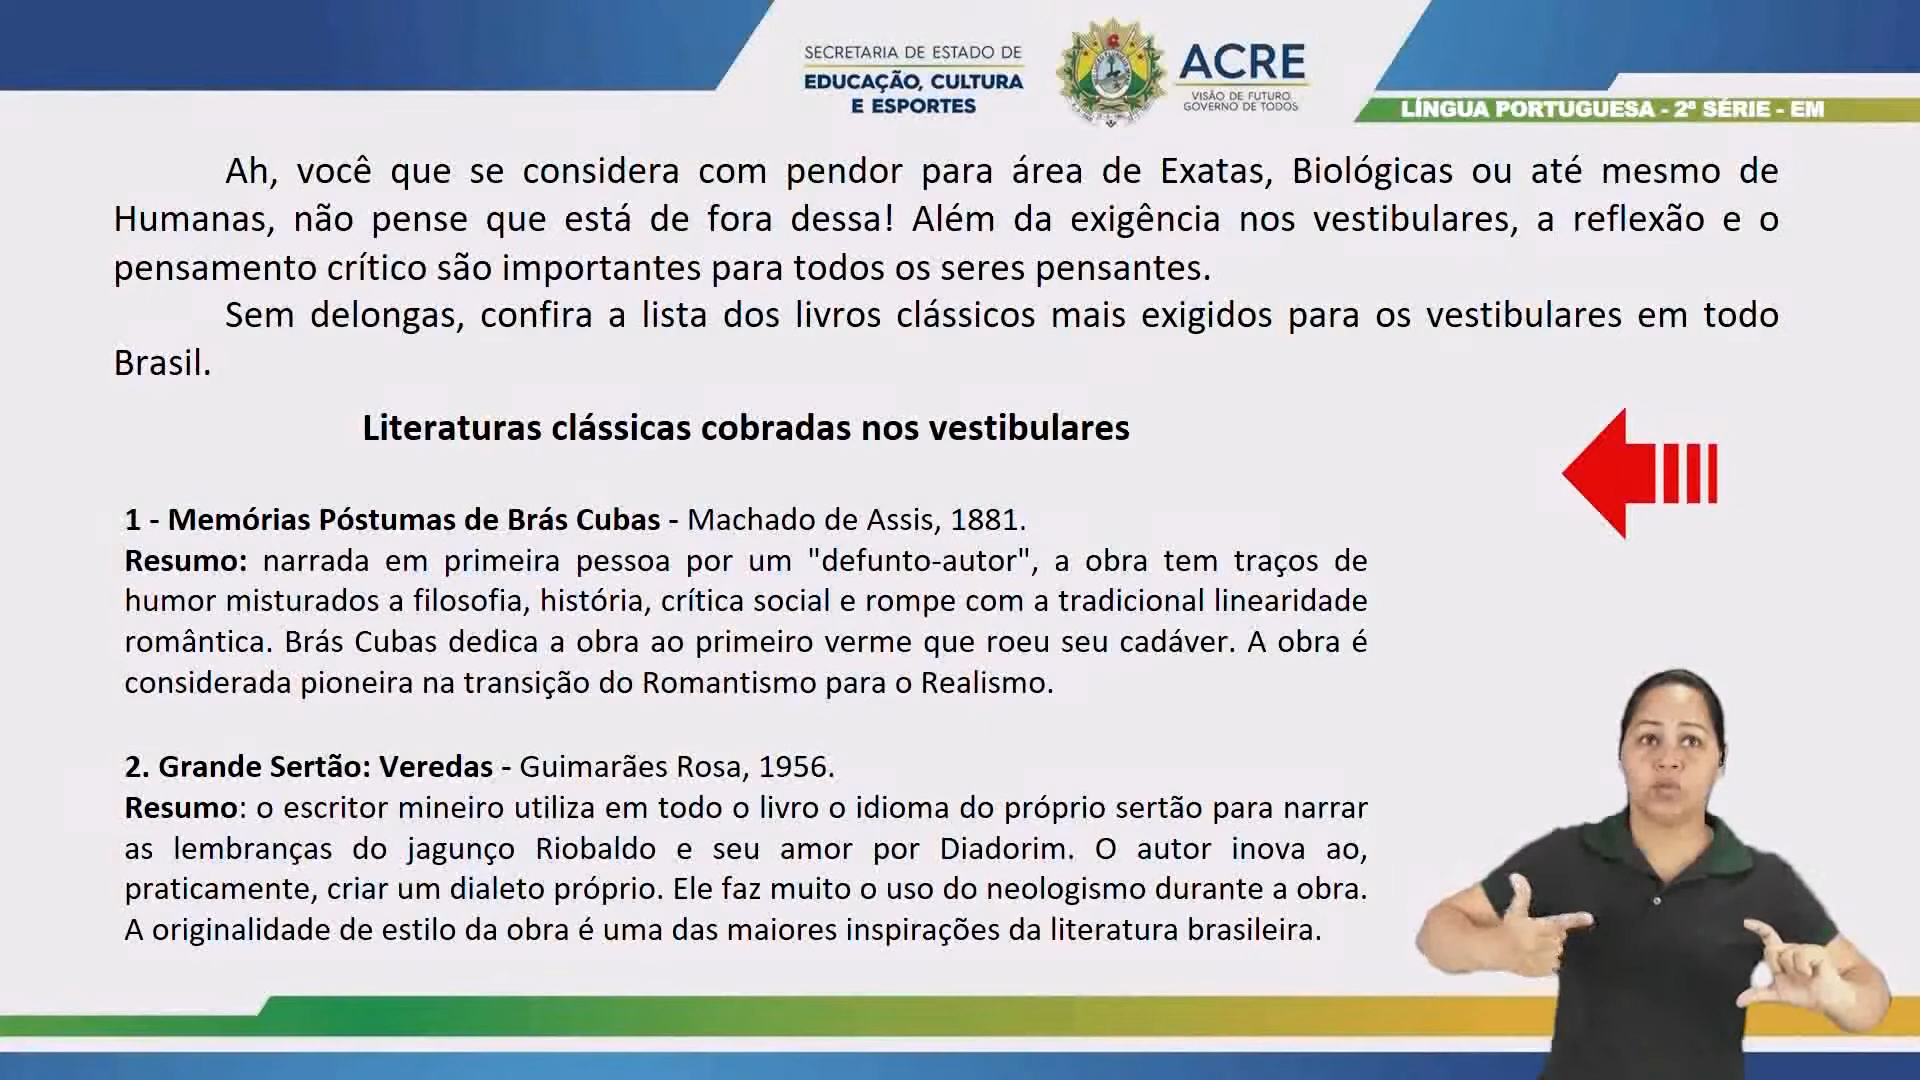 SECRETARIA DE ESTADO DE
EDUCAÇÃO, CULTURA
E ESPORTES
ACRE
VISÃO DE FUTURO.
GOVERNO DE TODOS
LÍNGUA PORTUGUESA - 2ª SÉRIE - EM
Ah, você que se considera com pendor para área de Exatas, Biológicas ou até mesmo de
Humanas, não pense que está de fora dessa! Além da exigência nos vestibulares, a reflexão e o
pensamento crítico são importantes para todos os seres pensantes.
Sem delongas, confira a lista dos livros clássicos mais exigidos para os vestibulares em todo
Brasil.
Literaturas clássicas cobradas nos vestibulares
1 - Memórias Póstumas de Brás Cubas - Machado de Assis, 1881.
Resumo: narrada em primeira pessoa por um "defunto-autor", a obra tem traços de
humor misturados a filosofia, história, crítica social e rompe com a tradicional linearidade
romântica. Brás Cubas dedica a obra ao primeiro verme que roeu seu cadáver. A obra é
considerada pioneira na transição do Romantismo para o Realismo.
2. Grande Sertão: Veredas - Guimarães Rosa, 1956.
Resumo: o escritor mineiro utiliza em todo o livro o idioma do próprio sertão para narrar
as lembranças do jagunço Riobaldo e seu amor por Diadorim. O autor inova ao,
praticamente, criar um dialeto próprio. Ele faz muito o uso do neologismo durante a obra.
A originalidade de estilo da obra é uma das maiores inspirações da literatura brasileira.